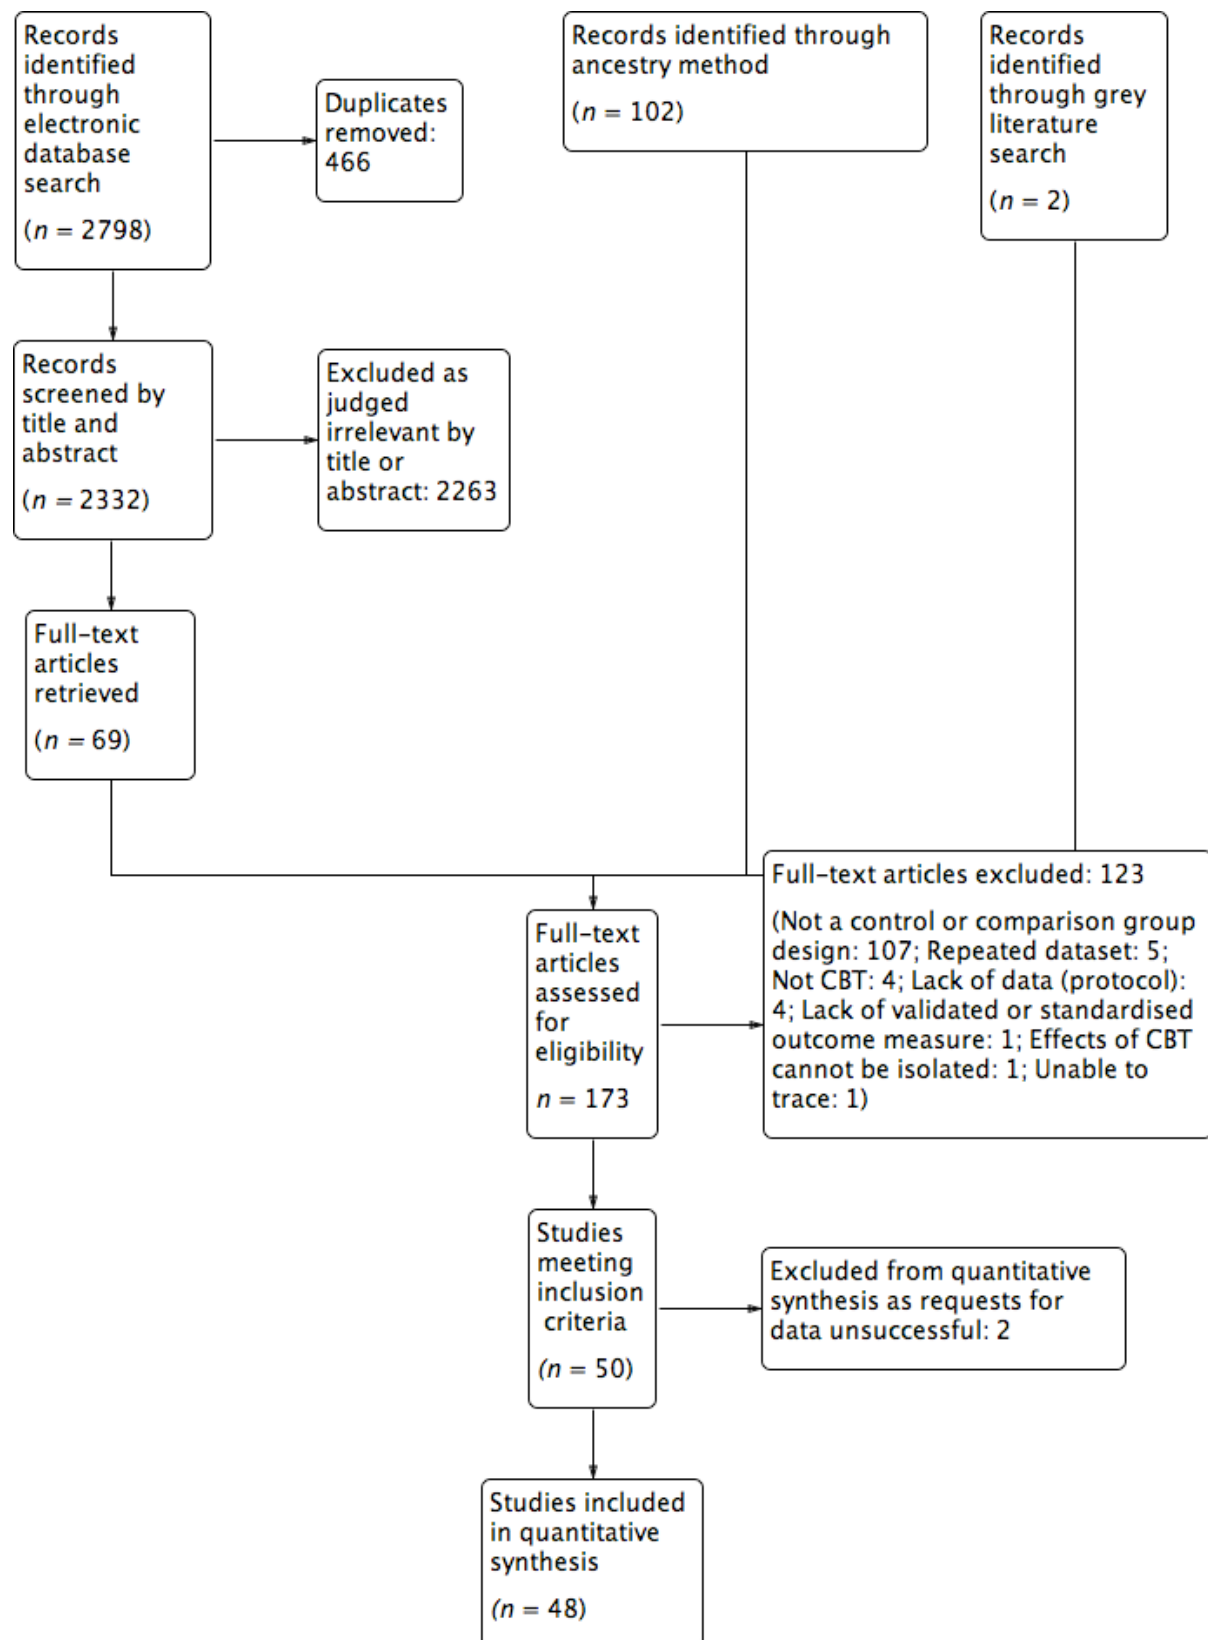 Records
identified
through
electronic
database
search
(n = 2798)
Duplicates
removed:
466
Records identified through
ancestry method
(n = 102)
Records
identified
through grey
literature
search
(n = 2)
Records
screened by
title and
abstract
(n = 2332)
Excluded as
judged
irrelevant by
title or
abstract: 2263
Full-text
articles
retrieved
(n = 69)
Full-text
articles
assessed
for
eligibility
n = 173
Full-text articles excluded: 123
(Not a control or comparison group
design: 107; Repeated dataset: 5;
Not CBT: 4; Lack of data (protocol):
4; Lack of validated or standardised
outcome measure: 1; Effects of CBT
cannot be isolated: 1; Unable to
trace: 1)
Studies
meeting
inclusion
criteria
(n = 50)
Excluded from quantitative
synthesis as requests for
data unsuccessful: 2
Studies included
in quantitative
synthesis
(n = 48)